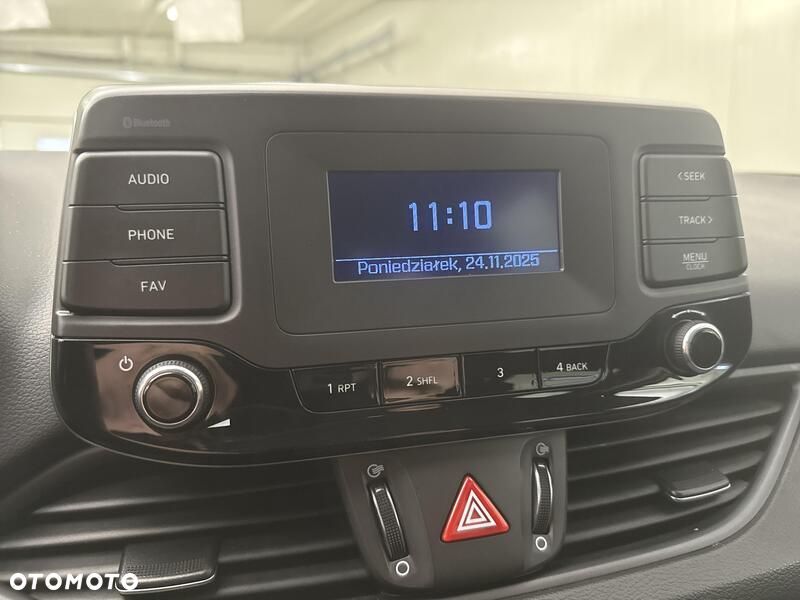 Bluetooth
AUDIO
PHONE
FAV
11:10
Poniedziałek, 24.11.2025
< SEEK
TRACK >
MENU
CLOCK
1 RPT
2 SHFL
3
4 BACK
OTOMOTO